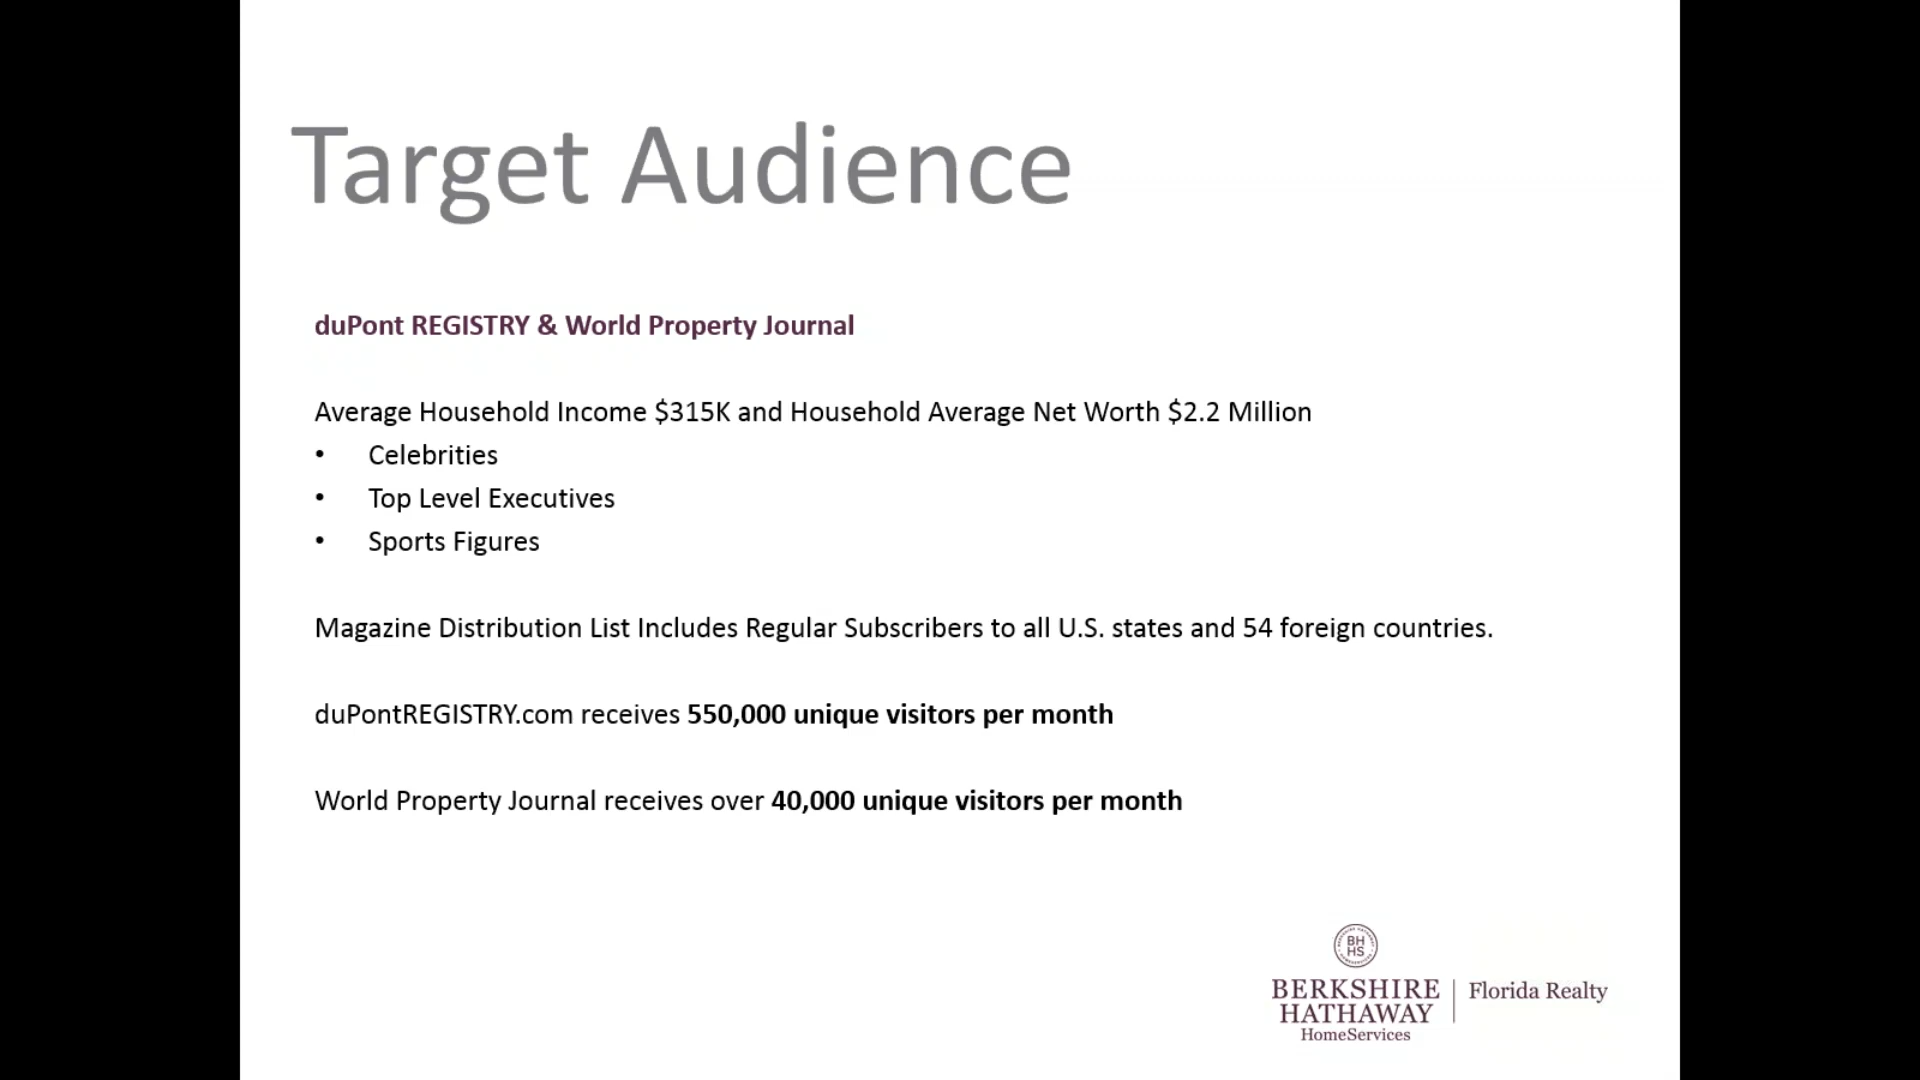 Target Audience
duPont REGISTRY & World Property Journal
Average Household Income $315K and Household Average Net Worth $2.2 Million
• Celebrities
• Top Level Executives
• Sports Figures
Magazine Distribution List Includes Regular Subscribers to all U.S. states and 54 foreign countries.
duPontREGISTRY.com receives 550,000 unique visitors per month
World Property Journal receives over 40,000 unique visitors per month
BH
HS
BERKSHIRE
HATHAWAY
HomeServices
Florida Realty